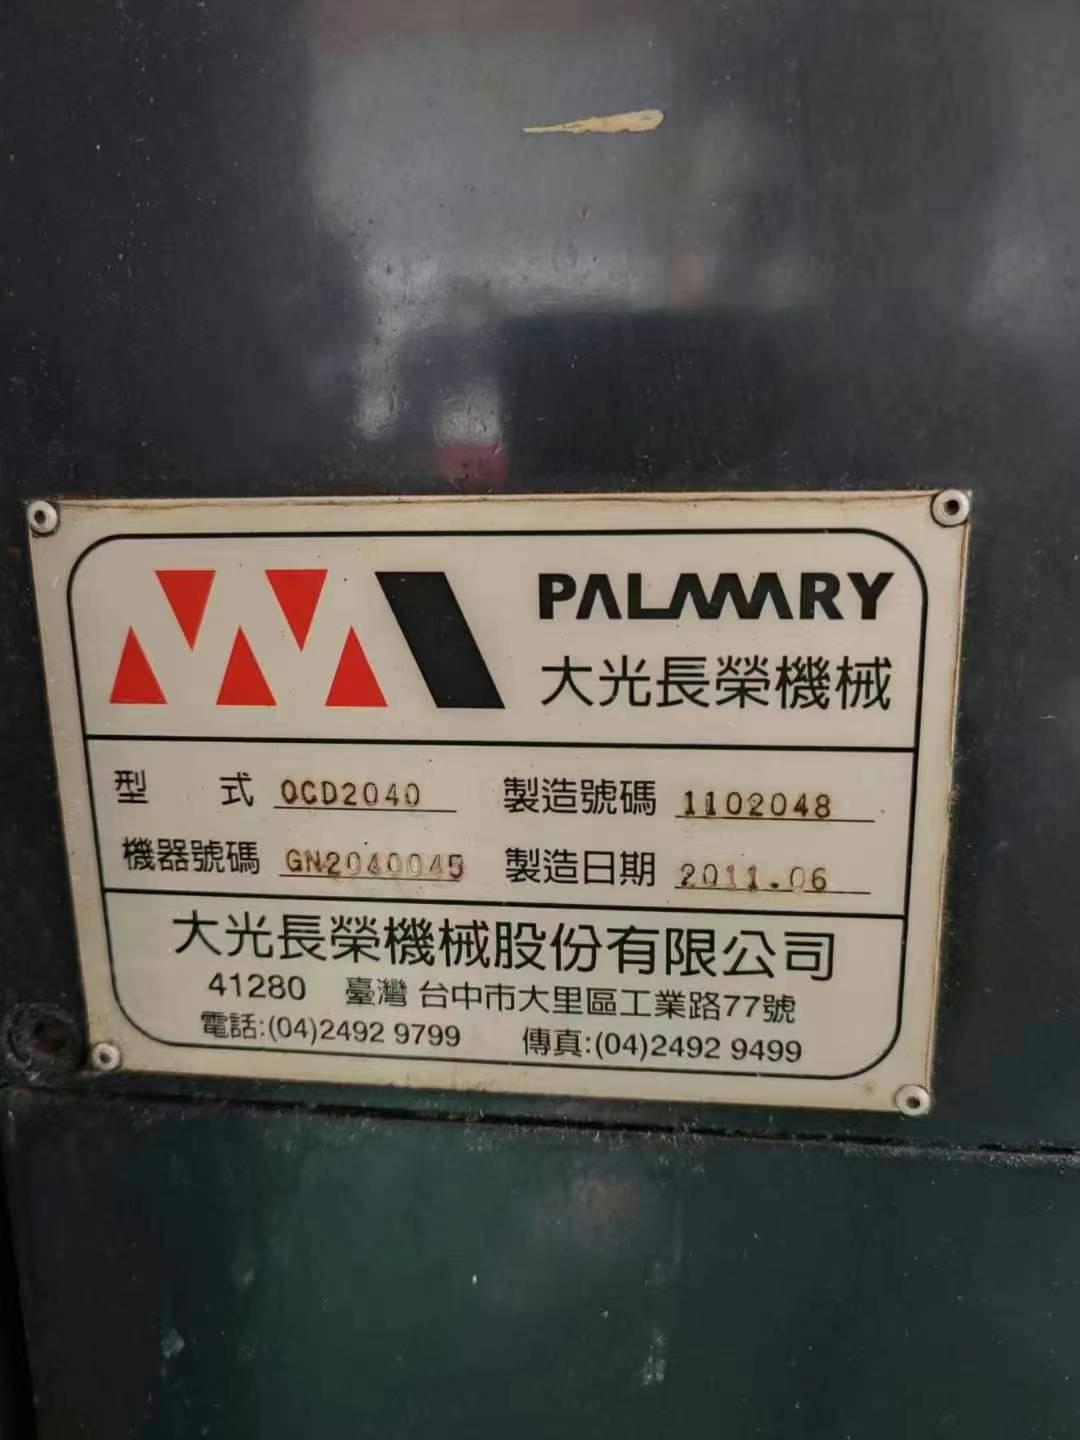 PALMARY
大光長榮機械
型 式 OCD2040 製造號碼 1102048
機器號碼 GN2040045 製造日期 2011.06
大光長榮機械股份有限公司
41280 臺灣 台中市大里區工業路77號
電話:(04)2492 9799 傳真:(04)2492 9499